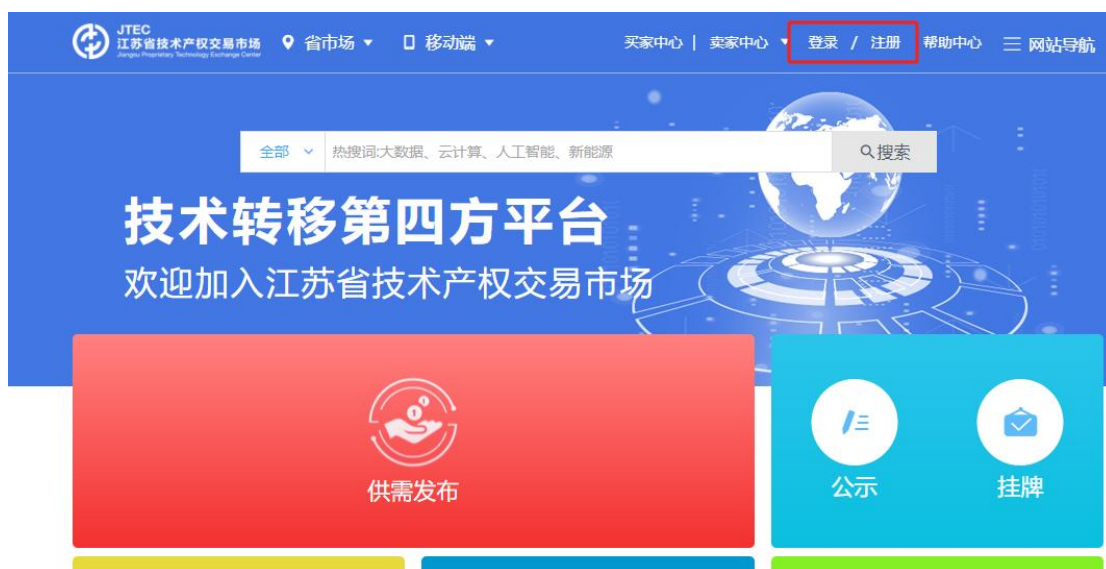 JTEC
江苏省技术产权交易市场
Jiangsu Proprietary Technology Exchange Center
省市场
移动端
买家中心 | 卖家中心
登录 / 注册
帮助中心
网站导航
全部
热搜词:大数据、云计算、人工智能、新能源
搜索
技术转移第四方平台
欢迎加入江苏省技术产权交易市场
供需发布
公示
挂牌